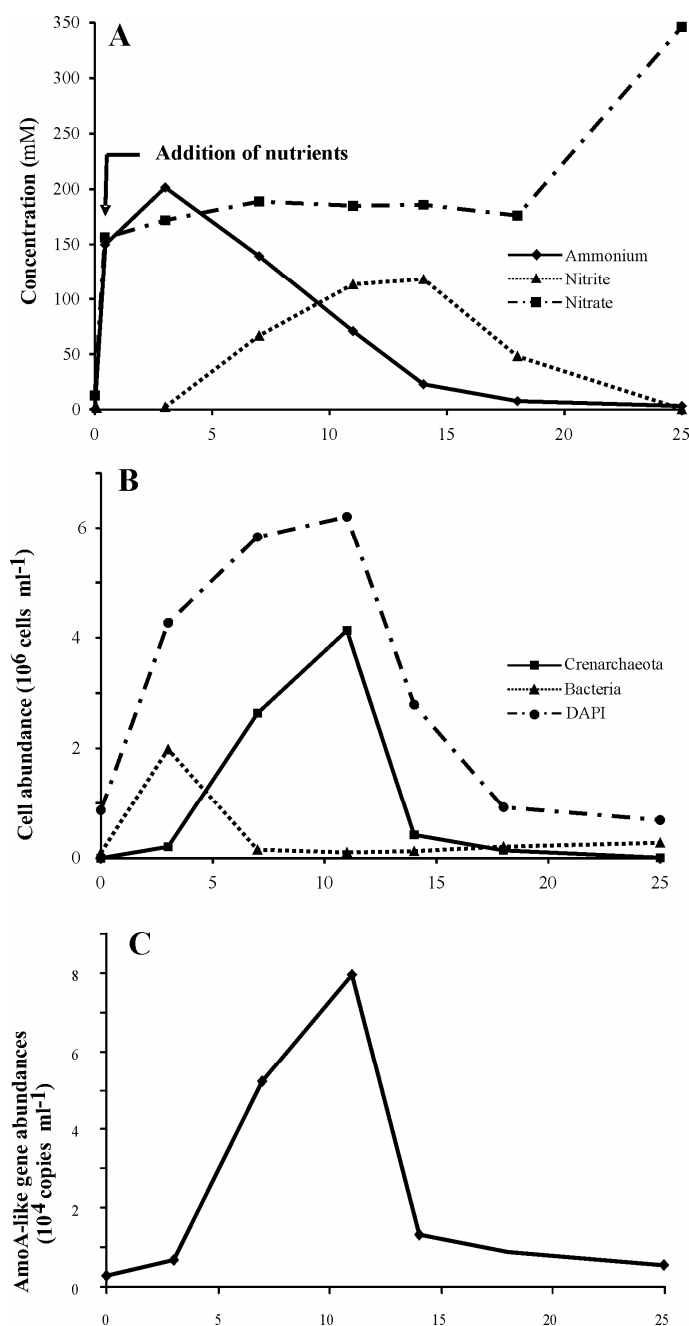 A
350
300
250
200
150
100
50
0
Concentration (mM)
Addition of nutrients
Ammonium
Nitrite
Nitrate
0 5 10 15 20 25
B
6
4
2
0
Cell abundance (10⁶ cells ml⁻¹)
Crenarchaeota
Bacteria
DAPI
0 5 10 15 20 25
C
8
6
4
2
0
AmoA-like gene abundances
(10⁴ copies ml⁻¹)
0 5 10 15 20 25